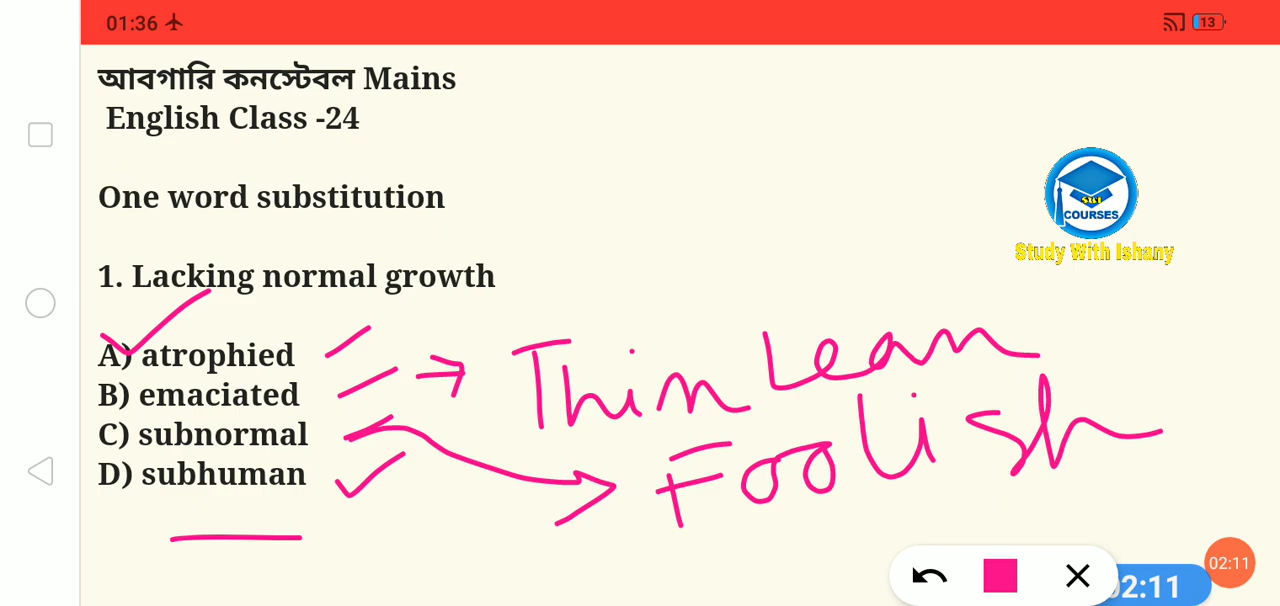 01:36
13
আবগারি কনস্টেবল Mains
English Class -24
SWI
COURSES
Study With Ishany
One word substitution
1. Lacking normal growth
A) atrophied
B) emaciated
C) subnormal
D) subhuman
Thin Lean
Foolish
02:11
02:11